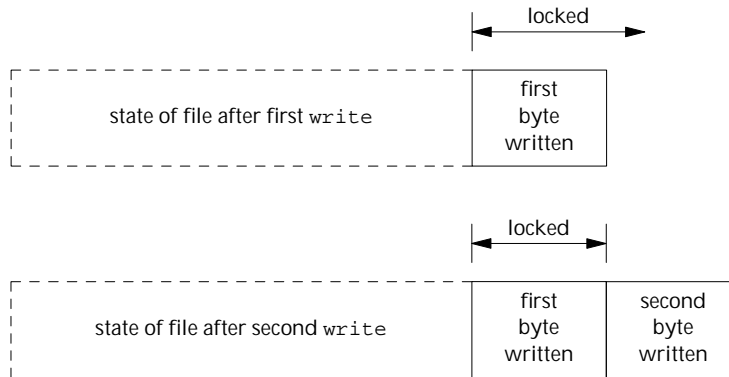 locked
state of file after first write
first
byte
written
locked
state of file after second write
first
byte
written
second
byte
written